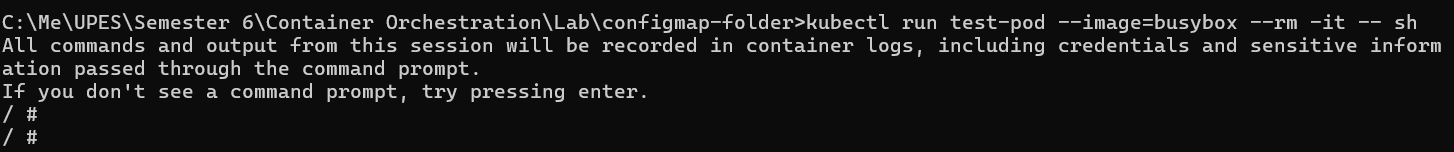 C:\Me\UPES\Semester 6\Container Orchestration\Lab\configmap-folder>kubectl run test-pod --image=busybox --rm -it -- sh
All commands and output from this session will be recorded in container logs, including credentials and sensitive inform
ation passed through the command prompt.
If you don't see a command prompt, try pressing enter.
/ #
/ #